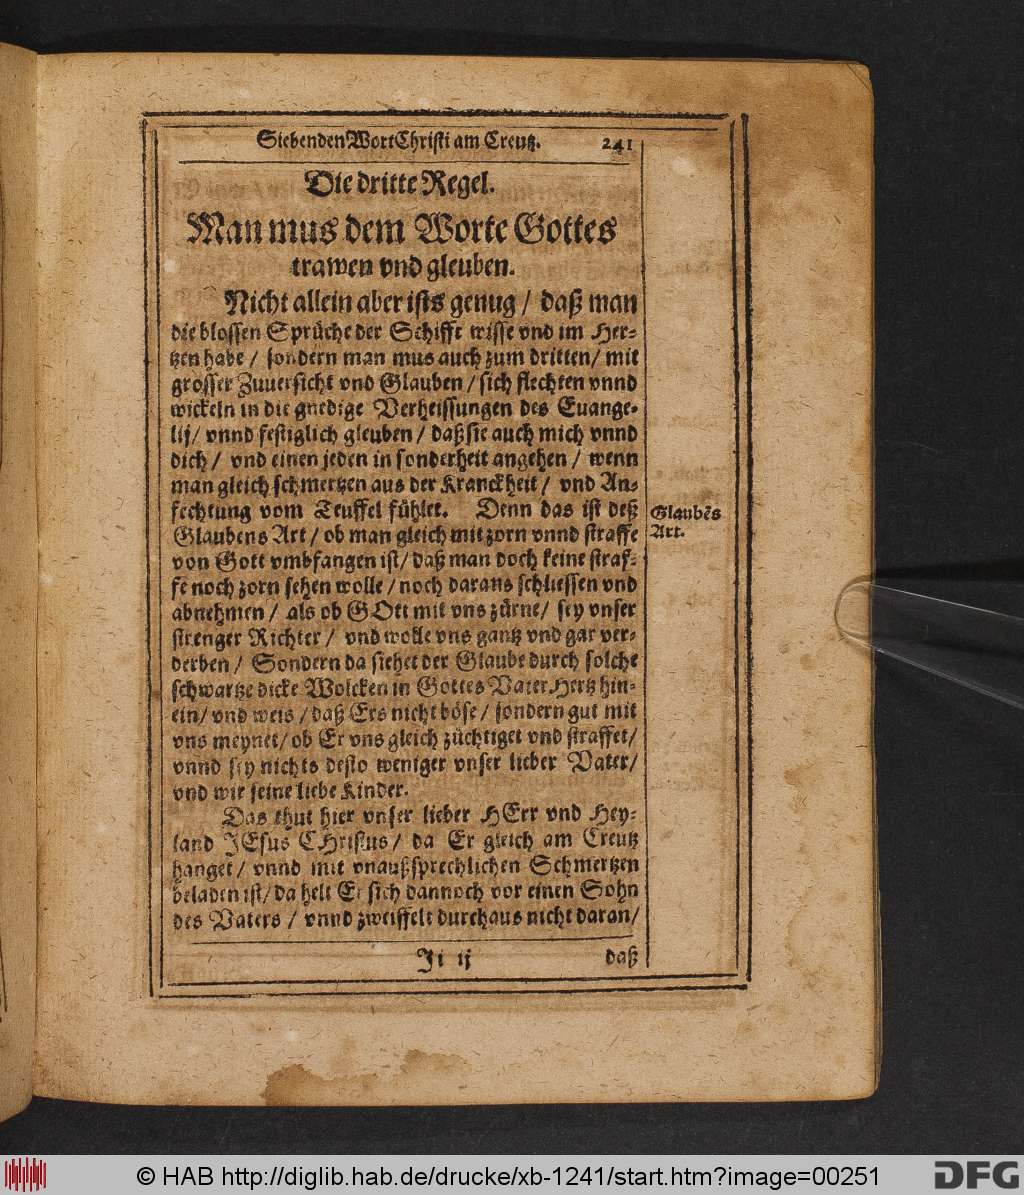 Siebenden Wort Christi am Creutz. 241
Die dritte Regel.
Man mus dem Worte Gottes
trawen vnd gleuben.
Nicht allein aber ists genug / daß man
die blossen Sprüche der Schifft wisse vnd im Her-
tzen habe / sondern man mus auch zum dritten / mit
grosser Zuuersicht vnd Glauben / sich flechten vnnd
wickeln in die gnedige Verheissungen des Euange-
lij / vnnd festiglich gleuben / daß sie auch mich vnnd
dich / vnd einen jeden in sonderheit angehen / wenn
man gleich schmertzen aus der Kranckheit / vnd An-
fechtung vom Teuffel fühlet. Denn das ist deß
Glaubens Art / ob man gleich mit zorn vnnd straffe
von Gott vmbfangen ist / daß man doch keine straf-
fe noch zorn sehen wolle / noch daraus schliessen vnd
abnehmen / als ob GOtt mit vns zürne / sey vnser
strenger Richter / vnd wolle vns gantz vnd gar ver-
derben / Sondern da siehet der Glaube durch solche
schwartze dicke Wolcken in Gottes Vater Hertz hin-
ein / vnd weis / daß Ers nicht böse / sondern gut mit
vns meynet / ob Er vns gleich züchtiget vnd straffet /
vnnd sey nichts desto weniger vnser lieber Vater /
vnd wir seine liebe Kinder.
Das thut hier vnser lieber HErr vnd Hey-
land JEsus CHristus / da Er gleich am Creutz
hanget / vnnd mit vnaußsprechlichen Schmertzen
beladen ist / da helt Er sich dannoch vor einen Sohn
des Vaters / vnnd zweiffelt durchaus nicht daran /
Glaubēs
Art.
Ii ij daß
© HAB http://diglib.hab.de/drucke/xb-1241/start.htm?image=00251
DFG